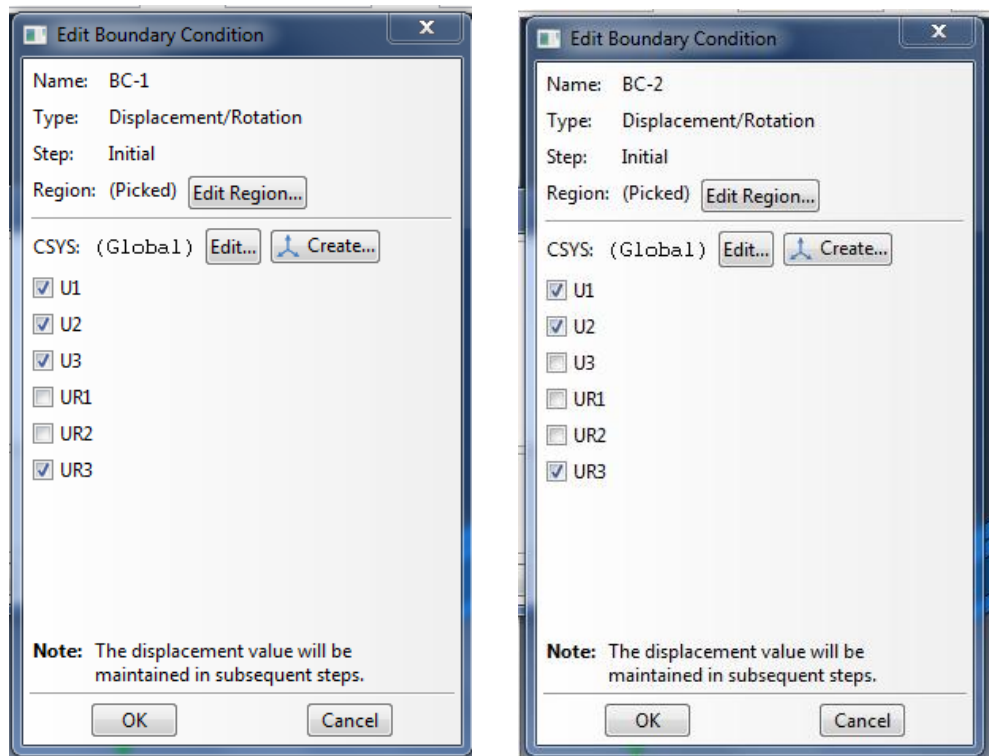 Edit Boundary Condition
Name: BC-1
Type: Displacement/Rotation
Step: Initial
Region: (Picked) Edit Region...
CSYS: (Global) Edit... Create...
U1
U2
U3
UR1
UR2
UR3
Note: The displacement value will be
maintained in subsequent steps.
OK Cancel
Edit Boundary Condition
Name: BC-2
Type: Displacement/Rotation
Step: Initial
Region: (Picked) Edit Region...
CSYS: (Global) Edit... Create...
U1
U2
U3
UR1
UR2
UR3
Note: The displacement value will be
maintained in subsequent steps.
OK Cancel